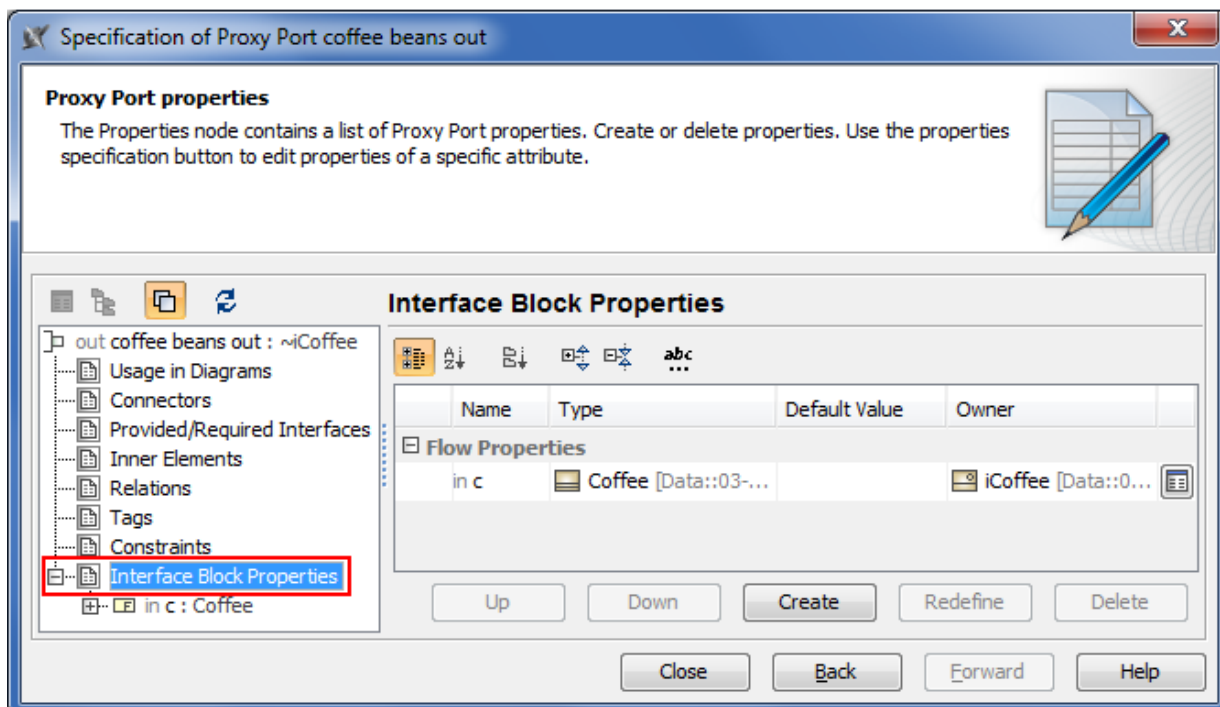 Specification of Proxy Port coffee beans out
x
Proxy Port properties
The Properties node contains a list of Proxy Port properties. Create or delete properties. Use the properties
specification button to edit properties of a specific attribute.
Interface Block Properties
out coffee beans out : ~iCoffee
Usage in Diagrams
Connectors
Provided/Required Interfaces
Inner Elements
Relations
Tags
Constraints
Interface Block Properties
in c : Coffee
abc
Name Type Default Value Owner
Flow Properties
in c Coffee [Data::03-... iCoffee [Data::0...
Up Down Create Redefine Delete
Close Back Forward Help